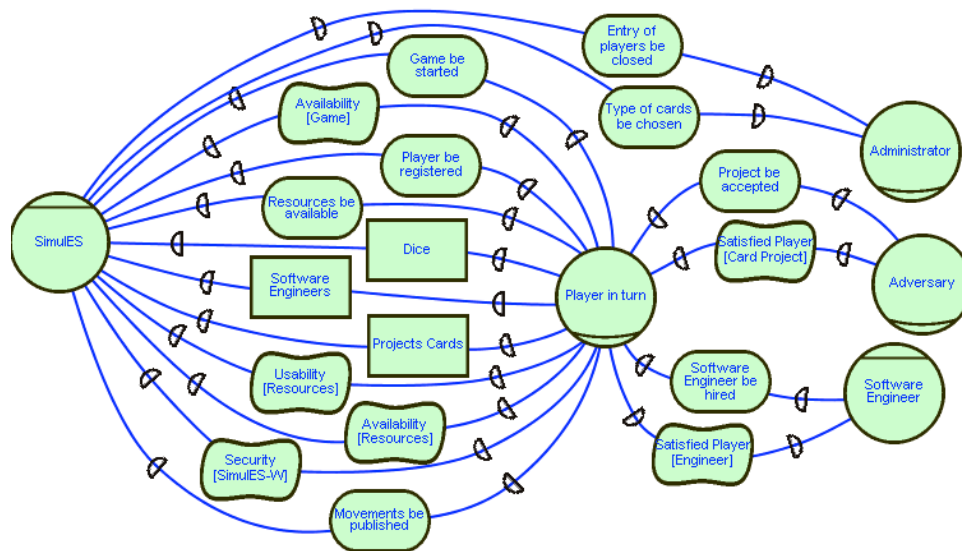 Entry of
players be
closed
Game be
started
Type of cards
be chosen
Availability
[Game]
Administrator
Player be
registered
Project be
accepted
Resources be
available
SimulES
Dice
Satisfied Player
[Card Project]
Software
Engineers
Player in turn
Adversary
Projects Cards
Usability
[Resources]
Software
Engineer be
hired
Software
Engineer
Availability
[Resources]
Satisfied Player
[Engineer]
Security
[SimulES-W]
Movements be
published